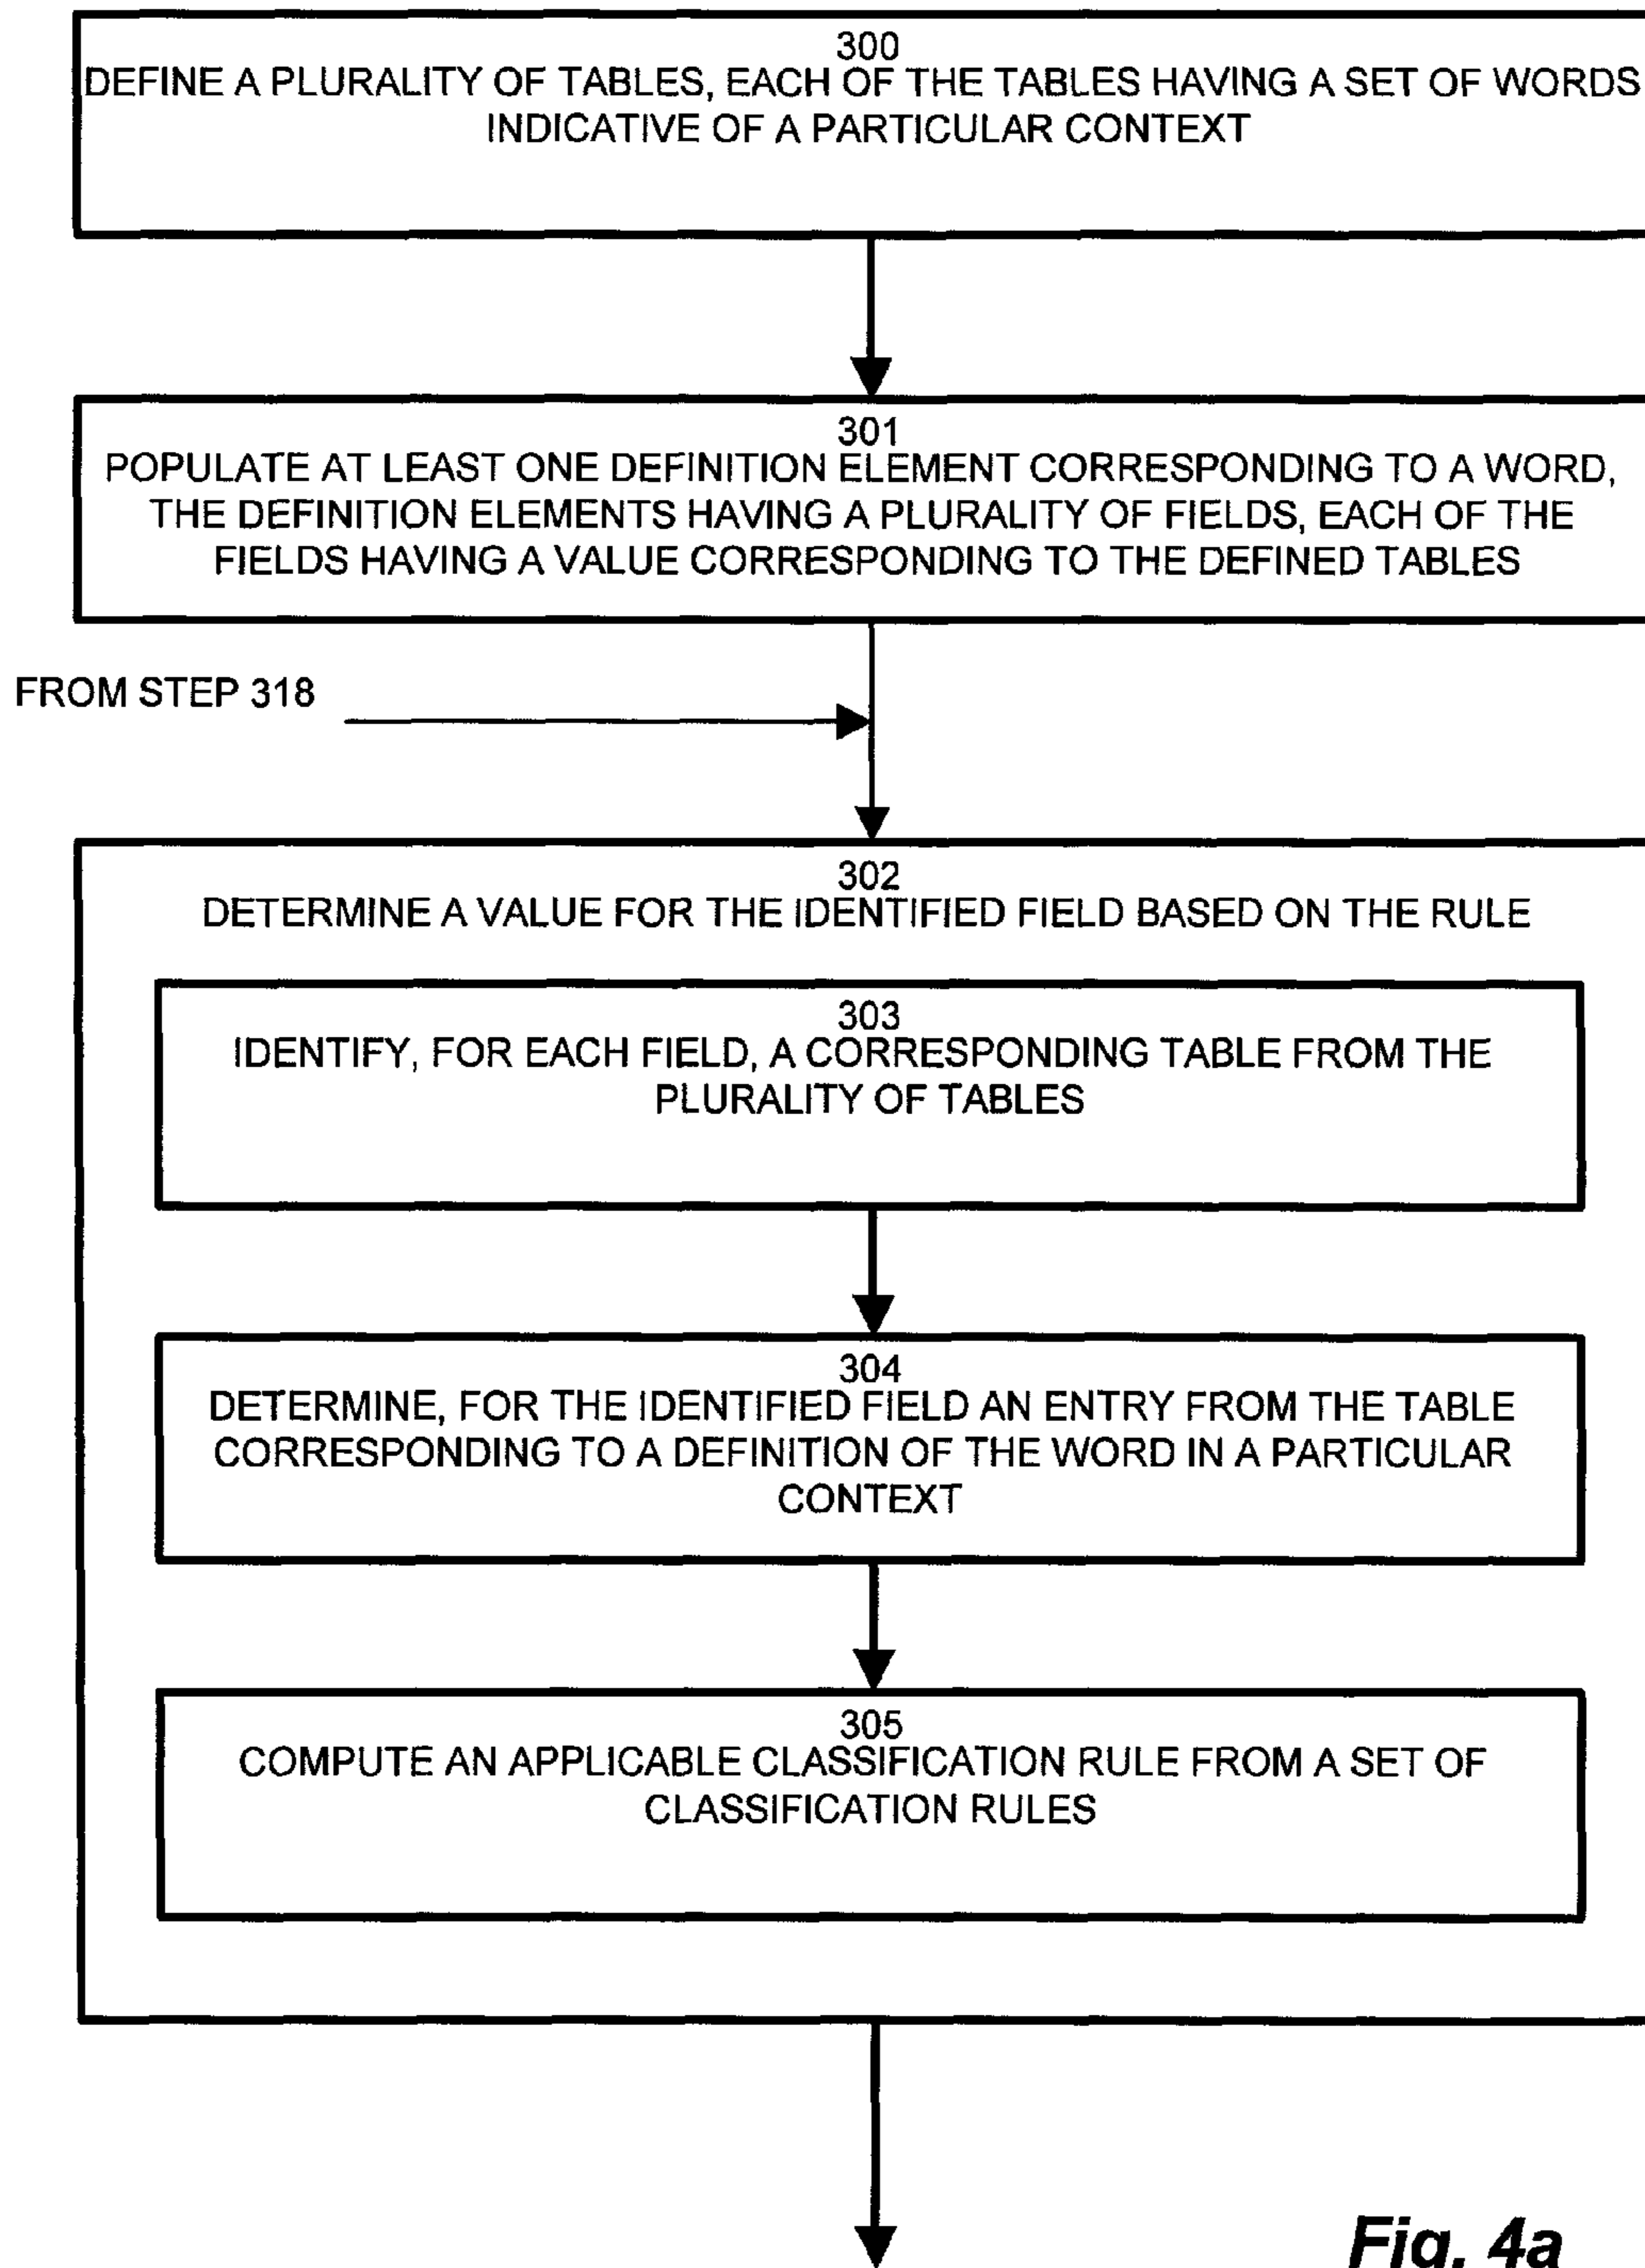 300
DEFINE A PLURALITY OF TABLES, EACH OF THE TABLES HAVING A SET OF WORDS
INDICATIVE OF A PARTICULAR CONTEXT
301
POPULATE AT LEAST ONE DEFINITION ELEMENT CORRESPONDING TO A WORD,
THE DEFINITION ELEMENTS HAVING A PLURALITY OF FIELDS, EACH OF THE
FIELDS HAVING A VALUE CORRESPONDING TO THE DEFINED TABLES
FROM STEP 318
302
DETERMINE A VALUE FOR THE IDENTIFIED FIELD BASED ON THE RULE
303
IDENTIFY, FOR EACH FIELD, A CORRESPONDING TABLE FROM THE
PLURALITY OF TABLES
304
DETERMINE, FOR THE IDENTIFIED FIELD AN ENTRY FROM THE TABLE
CORRESPONDING TO A DEFINITION OF THE WORD IN A PARTICULAR
CONTEXT
305
COMPUTE AN APPLICABLE CLASSIFICATION RULE FROM A SET OF
CLASSIFICATION RULES
Fig. 4a